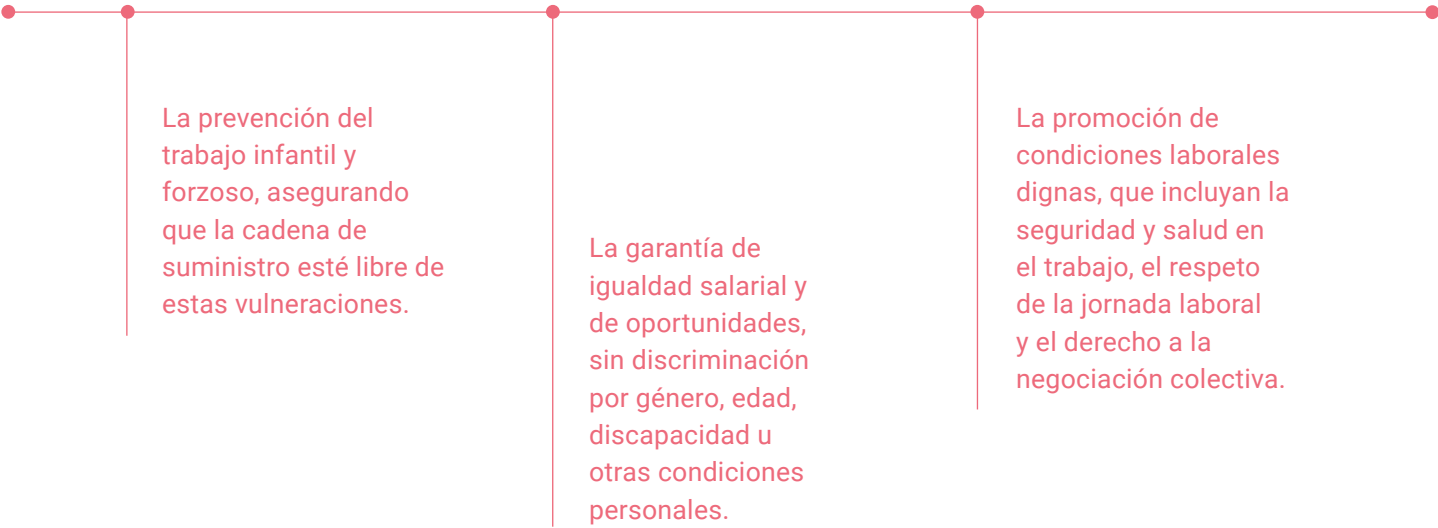 La prevención del
trabajo infantil y
forzoso, asegurando
que la cadena de
suministro esté libre de
estas vulneraciones.
La garantía de
igualdad salarial y
de oportunidades,
sin discriminación
por género, edad,
discapacidad u
otras condiciones
personales.
La promoción de
condiciones laborales
dignas, que incluyan la
seguridad y salud en
el trabajo, el respeto
de la jornada laboral
y el derecho a la
negociación colectiva.